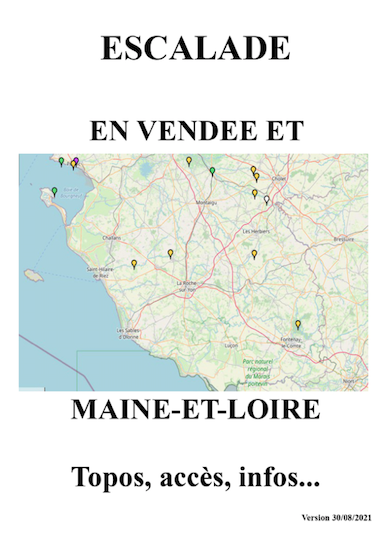 ESCALADE
EN VENDEE ET
Cholet
Montaigu
Les Herbiers
Bressuire
Challans
Saint-Hilaire
de-Riez
La Roche
sur-Yon
Les Sables
d'Olonne
Luçon
Fontenay
-le-Comte
Parc naturel
régional
du Marais
poitevin
Niort
MAINE-ET-LOIRE
Topos, accès, infos...
Version 30/08/2021